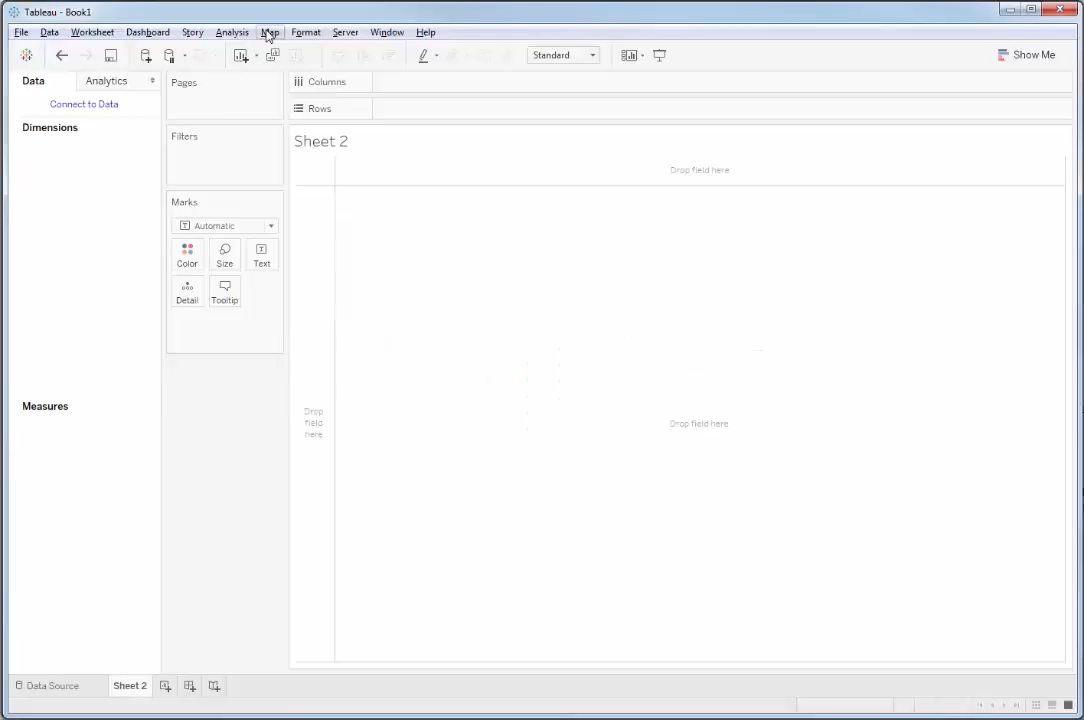 Tableau - Book1
File Data Worksheet Dashboard Story Analysis Map Format Server Window Help
Standard
Show Me
Data Analytics
Connect to Data
Dimensions
Measures
Pages
Filters
Marks
Automatic
Color Size Text
Detail Tooltip
Columns
Rows
Sheet 2
Drop field here
Drop
field
here
Drop field here
Data Source Sheet 2